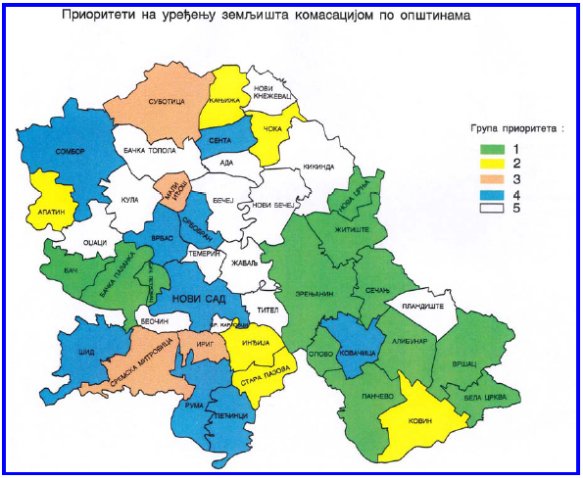 Приоритети на уређењу земљишта комасацијом по општинама
Група приоритета :
1
2
3
4
5
СУБОТИЦА
КАЊИЖА
НОВИ
КНЕЖЕВАЦ
СОМБОР
БАЧКА ТОПОЛА
СЕНТА
ЧОКА
АДА
КИКИНДА
АПАТИН
КУЛА
МАЛИ
ИЂОШ
БЕЧЕЈ
НОВИ БЕЧЕЈ
НОВА ЦРЊА
ОЏАЦИ
ВРБАС
СРБОБРАН
ЖИТИШТЕ
ТЕМЕРИН
ЖАБАЉ
БАЧ
БАЧКА ПАЛАНКА
ЗРЕЊАНИН
СЕЧАЊ
НОВИ САД
ТИТЕЛ
ПЛАНДИШТЕ
БЕОЧИН
ШИД
СРЕМСКА МИТРОВИЦА
ИРИГ
ИНЂИЈА
ОПОВО
КОВАЧИЦА
АЛИБУНАР
ВРШАЦ
СТАРА ПАЗОВА
РУМА
ПЕЋИНЦИ
ПАНЧЕВО
БЕЛА ЦРКВА
КОВИН